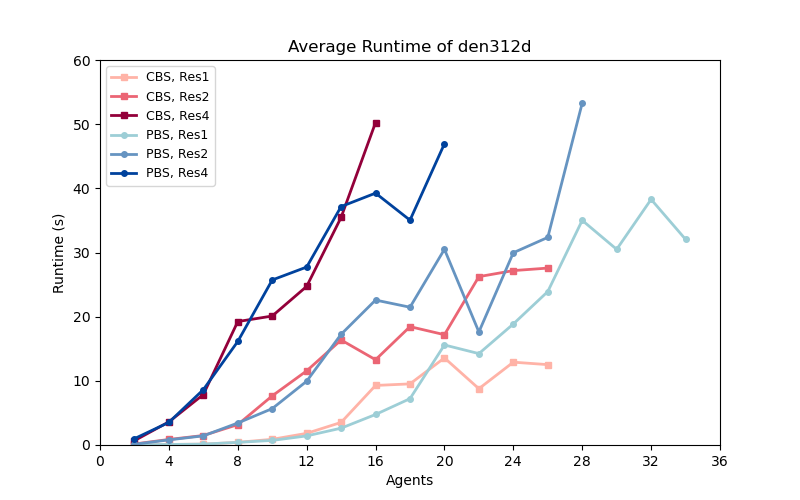 Average Runtime of den312d
60
50
40
30
20
10
0
Runtime (s)
CBS, Res1
CBS, Res2
CBS, Res4
PBS, Res1
PBS, Res2
PBS, Res4
0 4 8 12 16 20 24 28 32 36
Agents